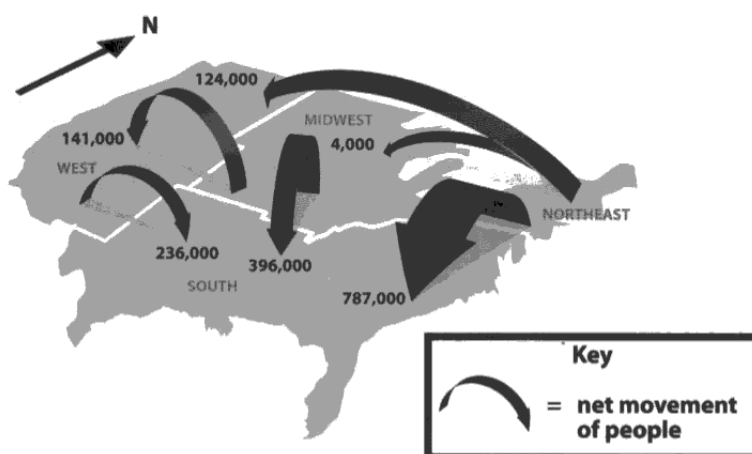 N
124,000
MIDWEST
141,000
4,000
WEST
NORTHEAST
236,000
396,000
SOUTH
787,000
Key
= net movement
of people